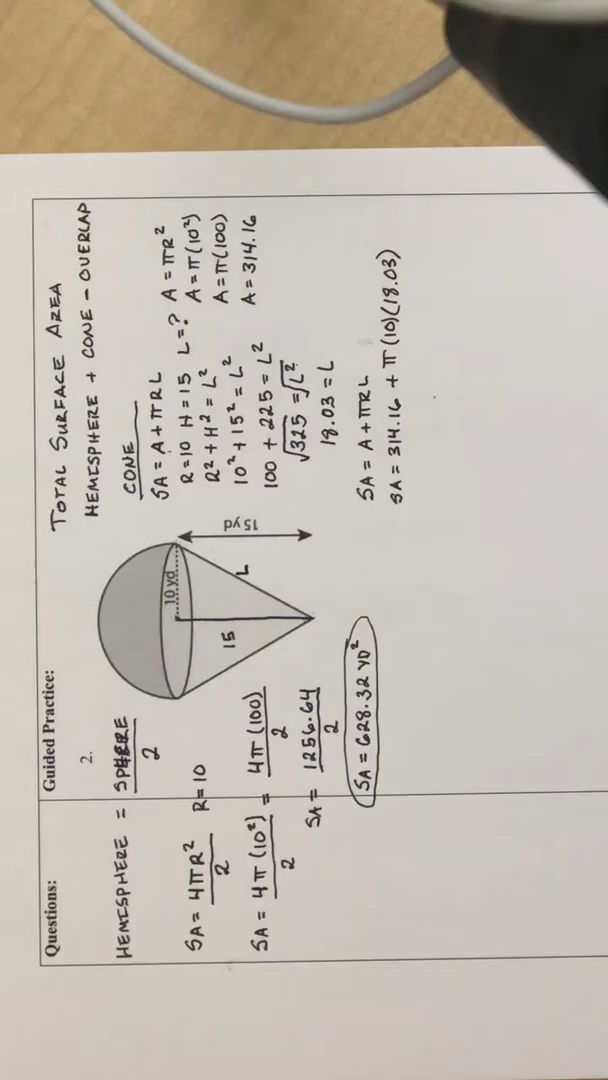 Questions:
Guided Practice:
2.
TOTAL SURFACE AREA
HEMISPHERE + CONE - OVERLAP
HEMISPHERE = SPHERE
2
SA = 4πR²
2
R=10
SA = 4π(10²) = 4π(100)
2 2
SA = 1256.64
2
SA = 628.32 YD²
10 yd
15
L
15 yd
CONE
SA = A + πRL
R=10 H=15 L=?
R² + H² = L²
10² + 15² = L²
100 + 225 = L²
√325 = √L²
18.03 = L
A = πR²
A = π(10²)
A = π(100)
A = 314.16
SA = A + πRL
SA = 314.16 + π(10)(18.03)